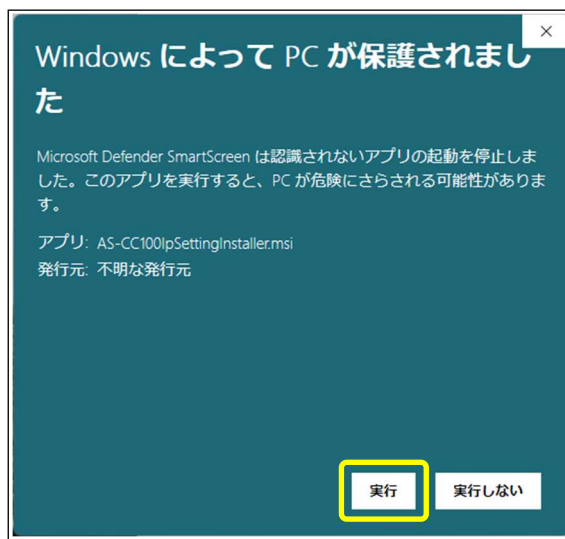 Windows によって PC が保護されまし
た
Microsoft Defender SmartScreen は認識されないアプリの起動を停止しま
した。このアプリを実行すると、PC が危険にさらされる可能性がありま
す。
アプリ: AS-CC100IpSettingInstaller.msi
発行元: 不明な発行元
実行 実行しない